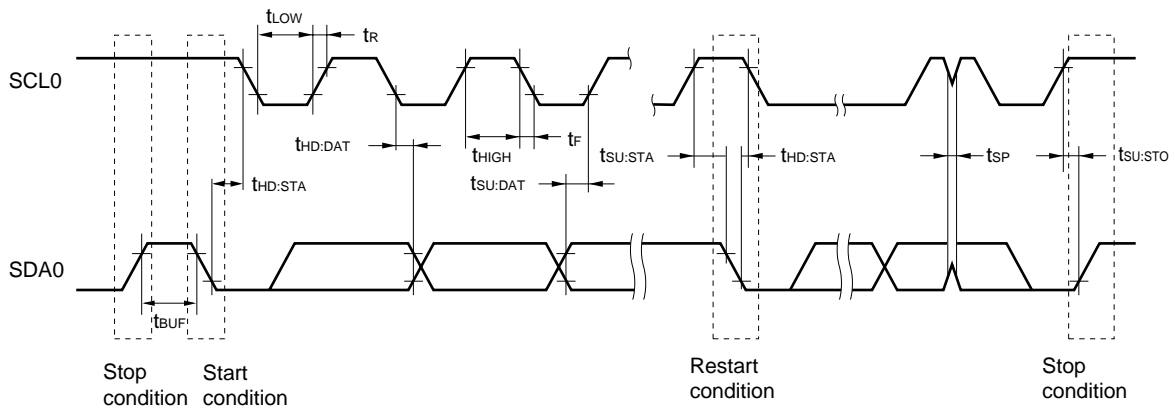 tLOW
tR
SCL0
tHD:DAT
tHIGH
tF
tSU:STA
tHD:STA
tSP
tSU:STO
tHD:STA
tSU:DAT
SDA0
tBUF
Stop
condition
Start
condition
Restart
condition
Stop
condition